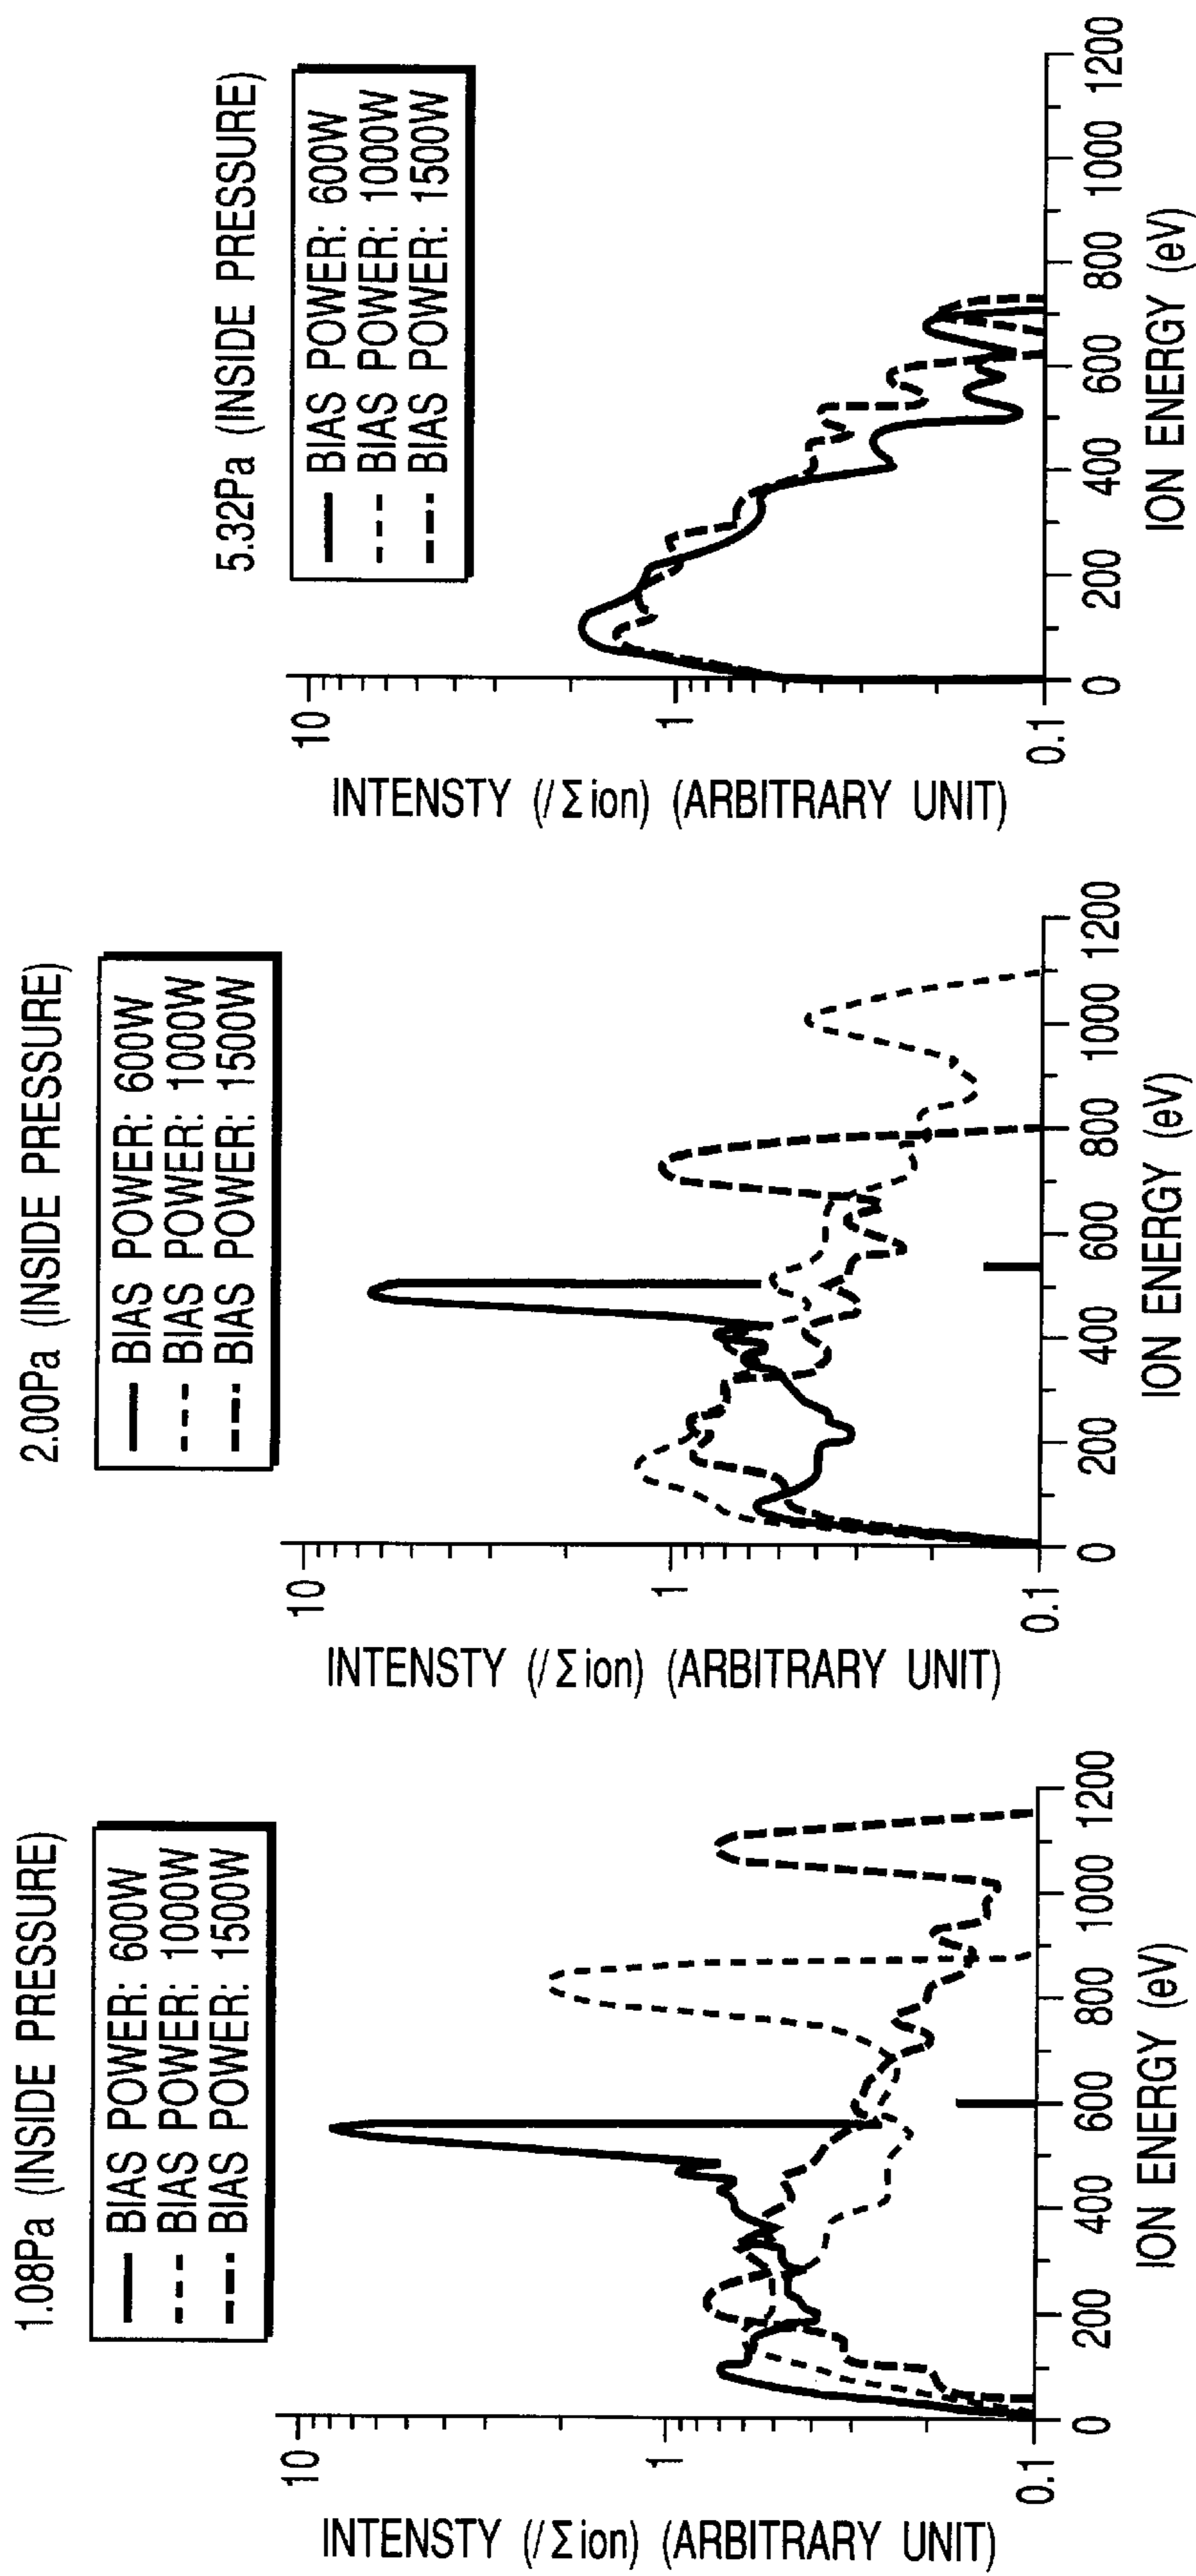 1.08Pa (INSIDE PRESSURE)
BIAS POWER: 600W
BIAS POWER: 1000W
BIAS POWER: 1500W
INTENSTY (/Σion) (ARBITRARY UNIT)
10
1
0.1
0 200 400 600 800 1000 1200
ION ENERGY (eV)
2.00Pa (INSIDE PRESSURE)
BIAS POWER: 600W
BIAS POWER: 1000W
BIAS POWER: 1500W
INTENSTY (/Σion) (ARBITRARY UNIT)
10
1
0.1
0 200 400 600 800 1000 1200
ION ENERGY (eV)
5.32Pa (INSIDE PRESSURE)
BIAS POWER: 600W
BIAS POWER: 1000W
BIAS POWER: 1500W
INTENSTY (/Σion) (ARBITRARY UNIT)
10
1
0.1
0 200 400 600 800 1000 1200
ION ENERGY (eV)